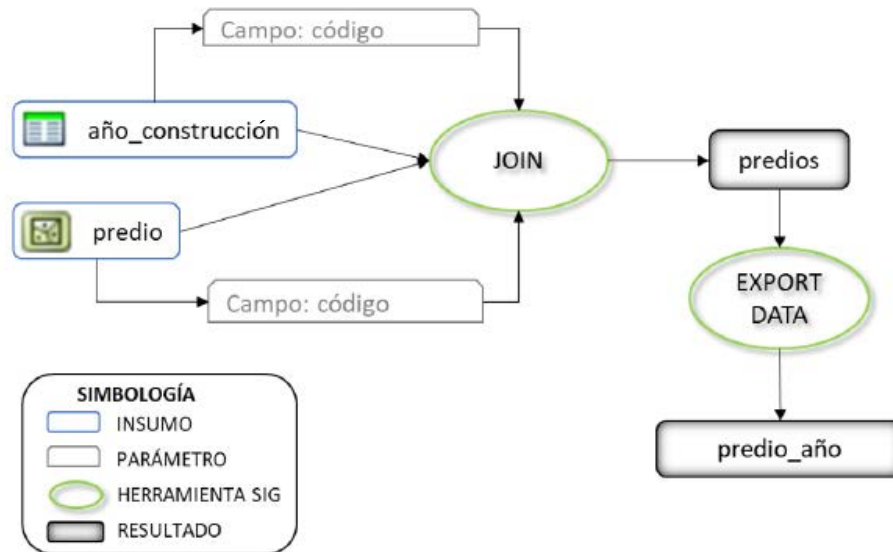 Campo: código
año_construcción
JOIN
predios
predio
Campo: código
EXPORT
DATA
predio_año
SIMBOLOGÍA
INSUMO
PARÁMETRO
HERRAMIENTA SIG
RESULTADO